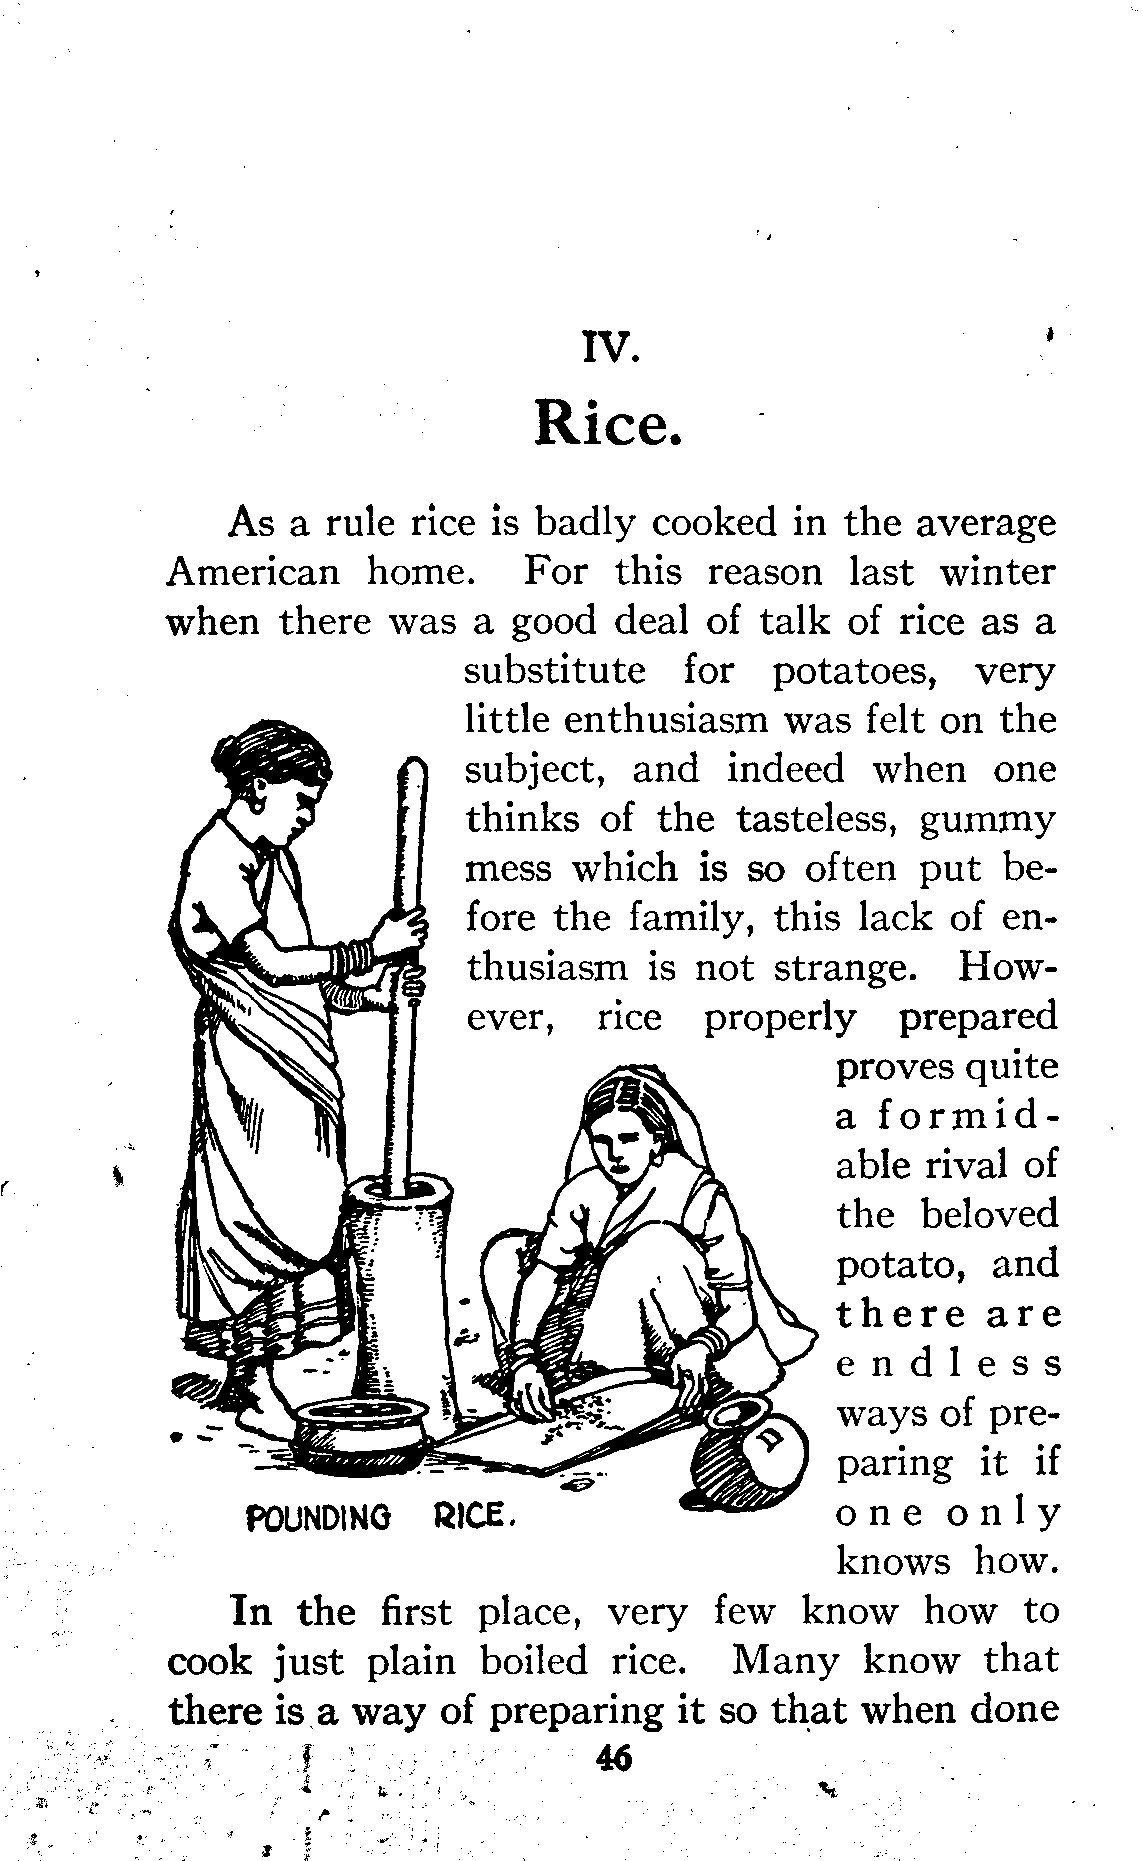 IV.
Rice.
As a rule rice is badly cooked in the average
American home. For this reason last winter
when there was a good deal of talk of rice as a
substitute for potatoes, very
little enthusiasm was felt on the
subject, and indeed when one
thinks of the tasteless, gummy
mess which is so often put be-
fore the family, this lack of en-
thusiasm is not strange. How-
ever, rice properly prepared
proves quite
a formid-
able rival of
the beloved
potato, and
there are
endless
ways of pre-
paring it if
one only
knows how.
POUNDING RICE.
In the first place, very few know how to
cook just plain boiled rice. Many know that
there is a way of preparing it so that when done
46